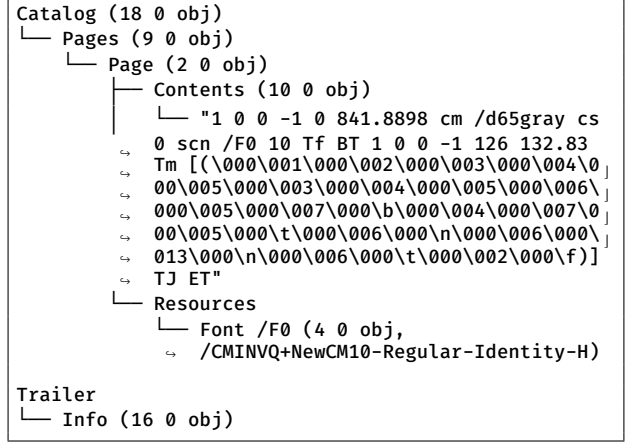 Catalog (18 0 obj)
└── Pages (9 0 obj)
    └── Page (2 0 obj)
        ├── Contents (10 0 obj)
        │   └── "1 0 0 -1 0 841.8898 cm /d65gray cs
        ↪   0 scn /F0 10 Tf BT 1 0 0 -1 126 132.83
        ↪   Tm [(\000\001\000\002\000\003\000\004\0⌋
        ↪   00\005\000\003\000\004\000\005\000\006\⌋
        ↪   000\005\000\007\000\b\000\004\000\007\0⌋
        ↪   00\005\000\t\000\006\000\n\000\006\000\⌋
        ↪   013\000\n\000\006\000\t\000\002\000\f)]
        ↪   TJ ET"
        └── Resources
            └── Font /F0 (4 0 obj,
            ↪   /CMINVQ+NewCM10-Regular-Identity-H)

Trailer
└── Info (16 0 obj)